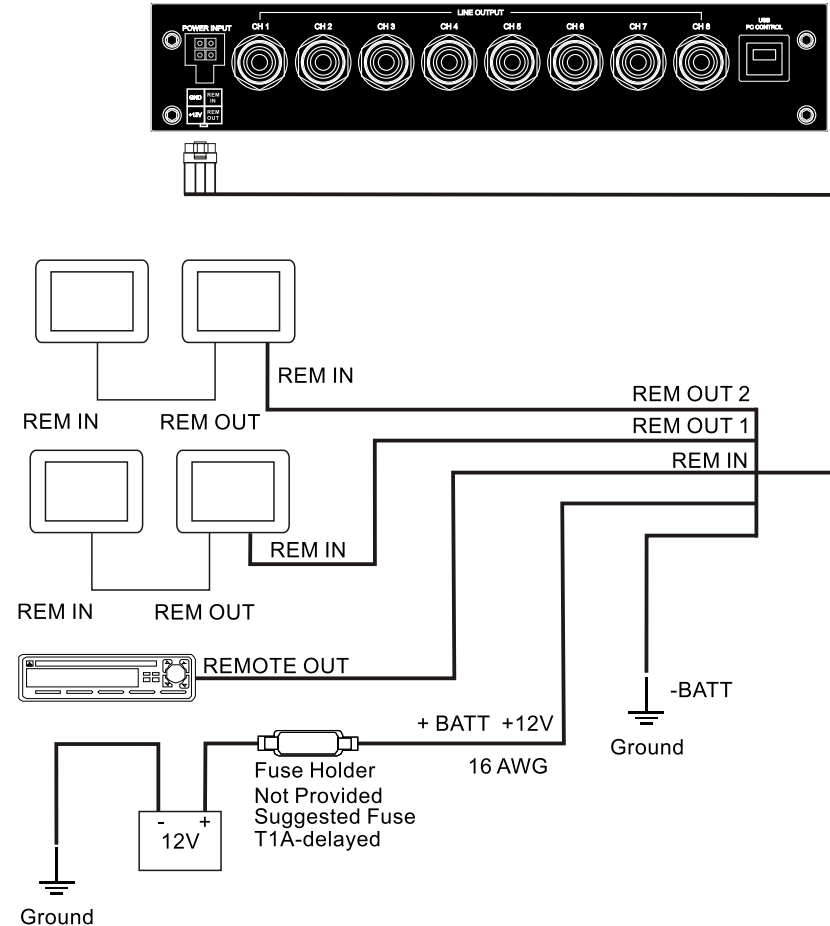 LINE OUTPUT
POWER INPUT
CH 1 CH 2 CH 3 CH 4 CH 5 CH 6 CH 7 CH 8
USB
PC CONTROL
GND REM IN
+12V REM OUT
REM IN
REM OUT 2
REM IN REM OUT
REM OUT 1
REM IN
REM IN
REM IN REM OUT
REMOTE OUT
-BATT
+ BATT +12V
Ground
16 AWG
Fuse Holder
Not Provided
Suggested Fuse
T1A-delayed
- +
12V
Ground